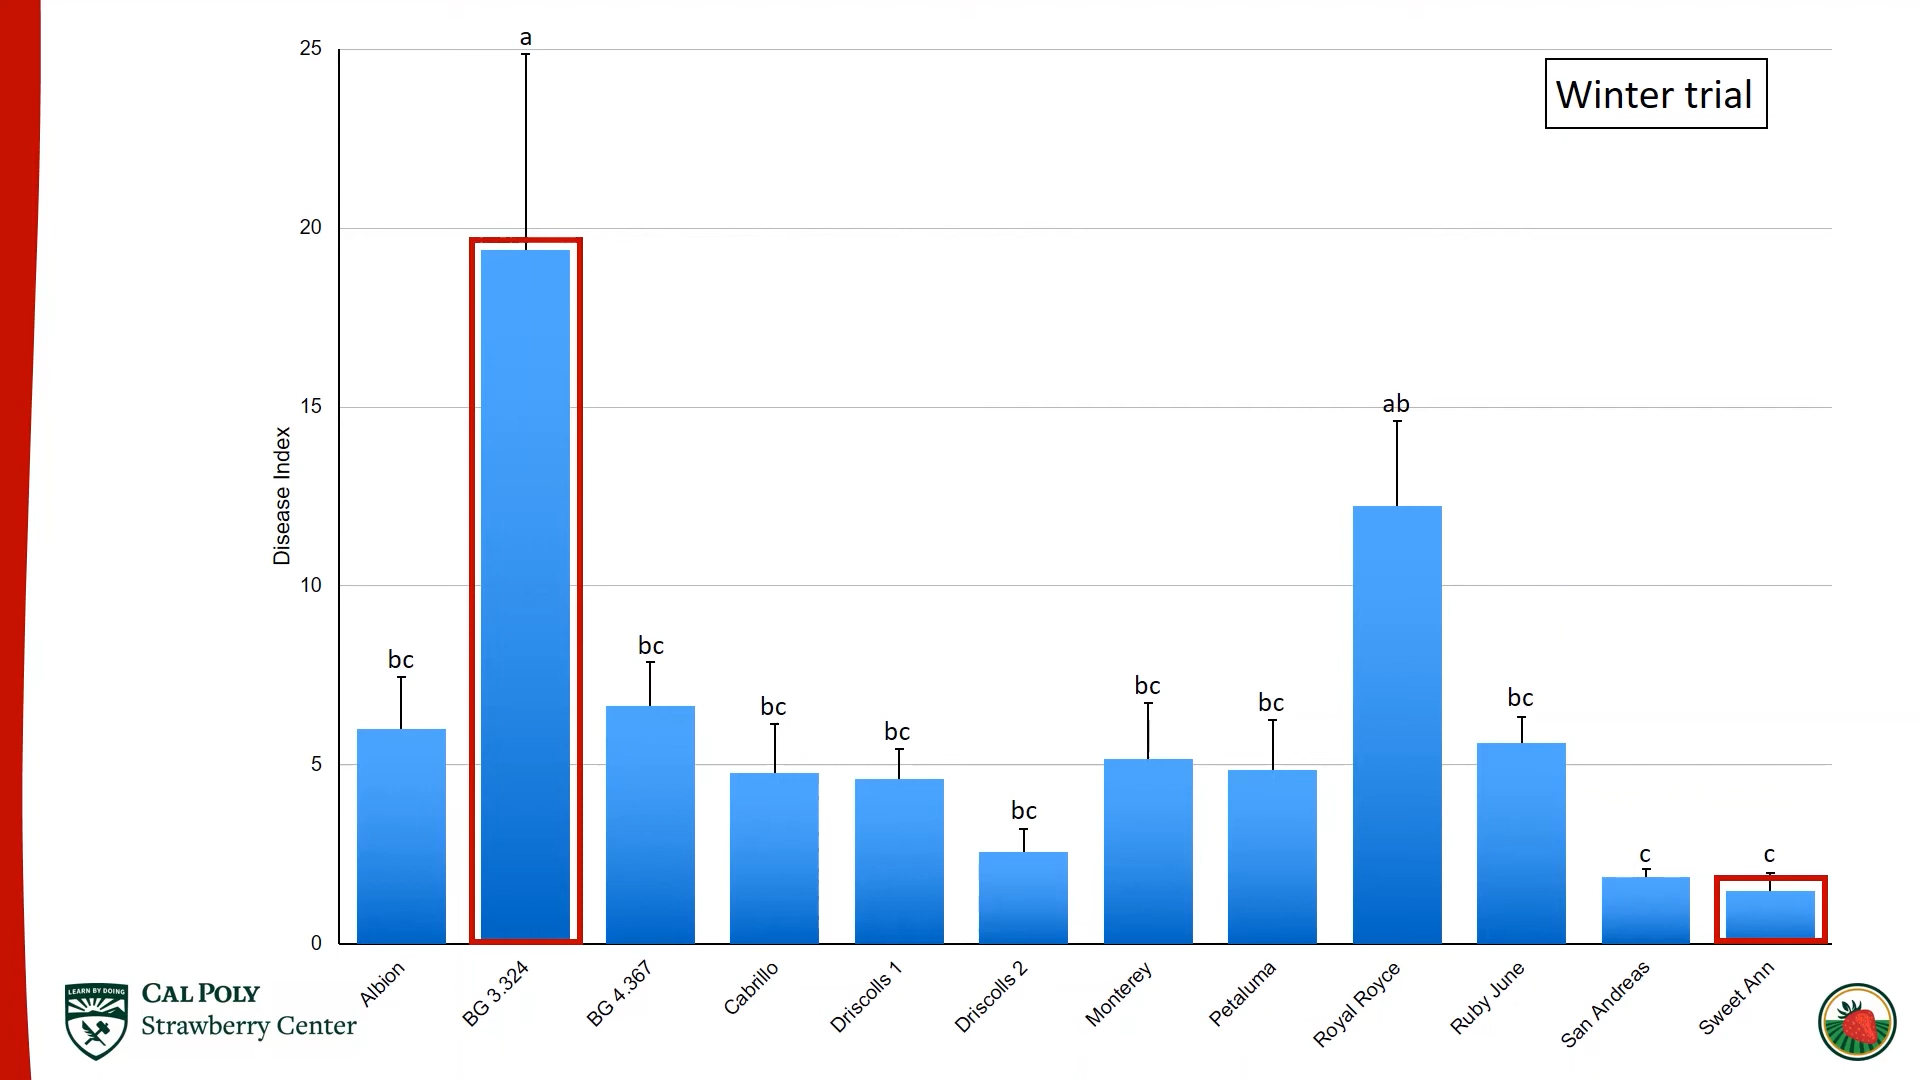 Winter trial
Disease Index
25
20
15
10
5
0
a
bc
bc
bc
bc
bc
bc
bc
ab
bc
c
c
Albion
BG 3.324
BG 4.367
Cabrillo
Driscolls 1
Driscolls 2
Monterey
Petaluma
Royal Royce
Ruby June
San Andreas
Sweet Ann
LEARN BY DOING
CAL POLY
Strawberry Center